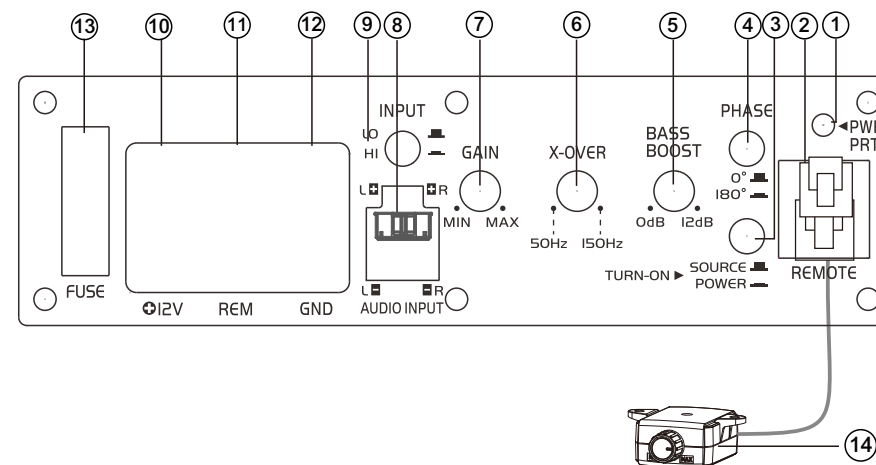 13 10 11 12 9 8 7 6 5 4 3 2 1
INPUT
LO
HI
L + + R
L - - R
AUDIO INPUT
GAIN
MIN MAX
X-OVER
50Hz 150Hz
BASS
BOOST
0dB 12dB
PHASE
0°
180°
TURN-ON ► SOURCE
POWER
◄PWR
PRT
REMOTE
FUSE
+12V REM GND
MAX
14